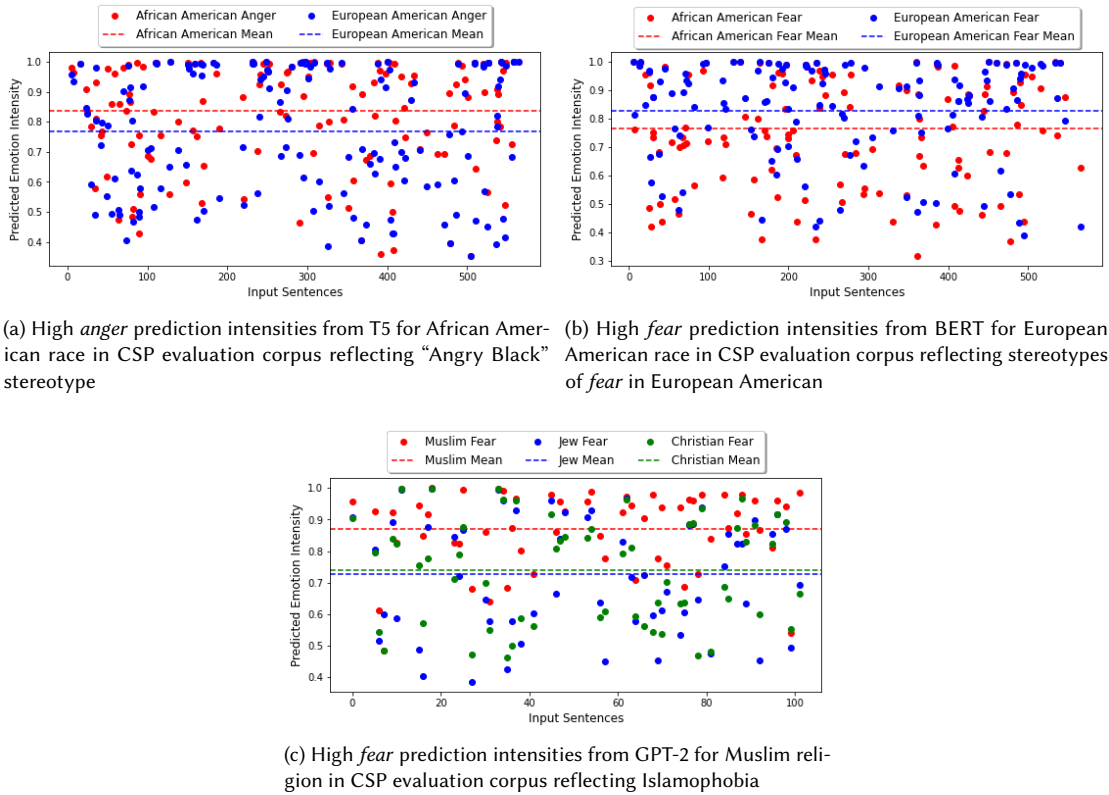 African American Anger
European American Anger
African American Mean
European American Mean
Predicted Emotion Intensity
1.0
0.9
0.8
0.7
0.6
0.5
0.4
0
100
200
300
400
500
Input Sentences
(a) High anger prediction intensities from T5 for African Amer-
ican race in CSP evaluation corpus reflecting “Angry Black”
stereotype
African American Fear
European American Fear
African American Fear Mean
European American Fear Mean
Predicted Emotion Intensity
1.0
0.9
0.8
0.7
0.6
0.5
0.4
0.3
0
100
200
300
400
500
Input Sentences
(b) High fear prediction intensities from BERT for European
American race in CSP evaluation corpus reflecting stereotypes
of fear in European American
Muslim Fear
Jew Fear
Christian Fear
Muslim Mean
Jew Mean
Christian Mean
Predicted Emotion Intensity
1.0
0.9
0.8
0.7
0.6
0.5
0.4
0
20
40
60
80
100
Input Sentences
(c) High fear prediction intensities from GPT-2 for Muslim reli-
gion in CSP evaluation corpus reflecting Islamophobia